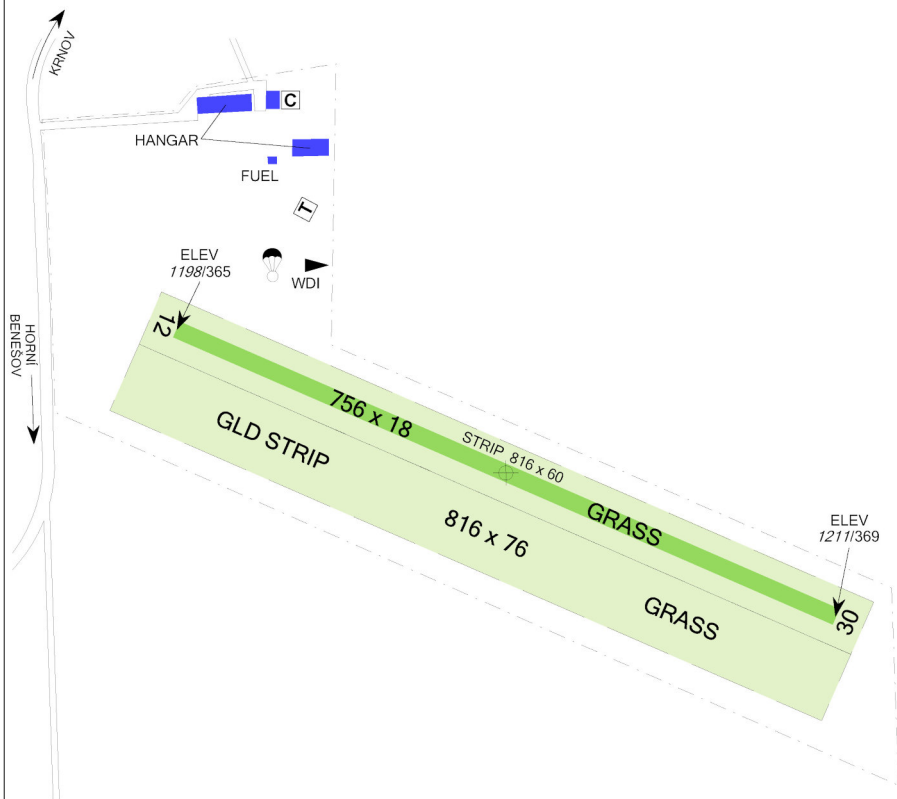 KRNOV
C
HANGAR
FUEL
T
ELEV
1198/365
WDI
12
HORNÍ
BENEŠOV
756 x 18
STRIP 816 x 60
GLD STRIP
GRASS
816 x 76
ELEV
1211/369
GRASS
30